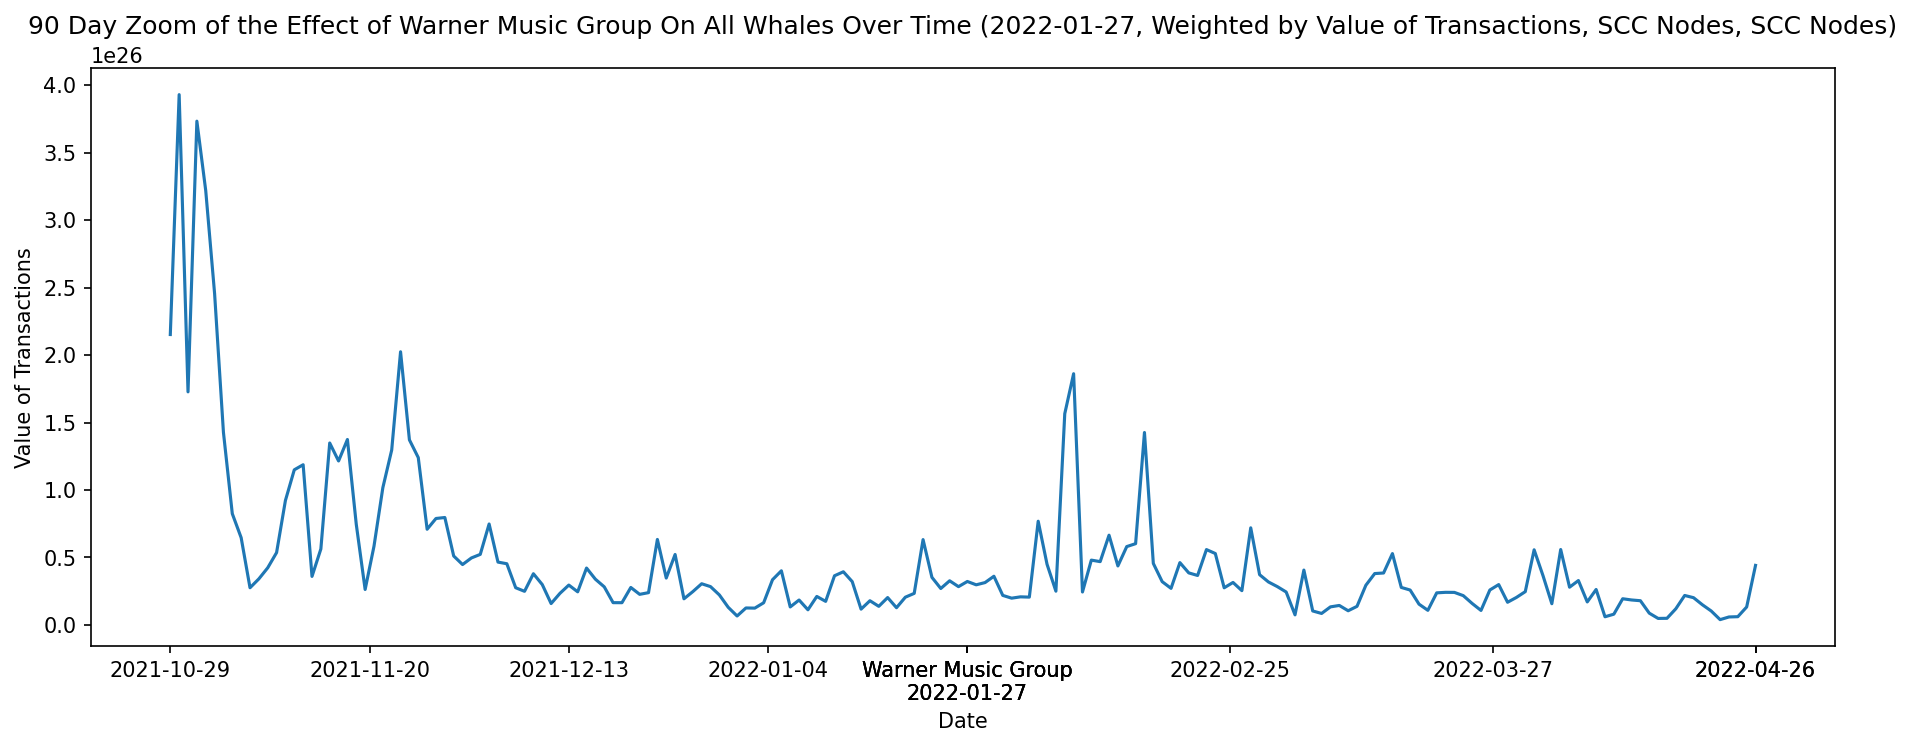 90 Day Zoom of the Effect of Warner Music Group On All Whales Over Time (2022-01-27, Weighted by Value of Transactions, SCC Nodes, SCC Nodes)
1e26
4.0
3.5
3.0
2.5
2.0
1.5
1.0
0.5
0.0
Value of Transactions
2021-10-29 2021-11-20 2021-12-13 2022-01-04 Warner Music Group 2022-02-25 2022-03-27 2022-04-26
2022-01-27
Date